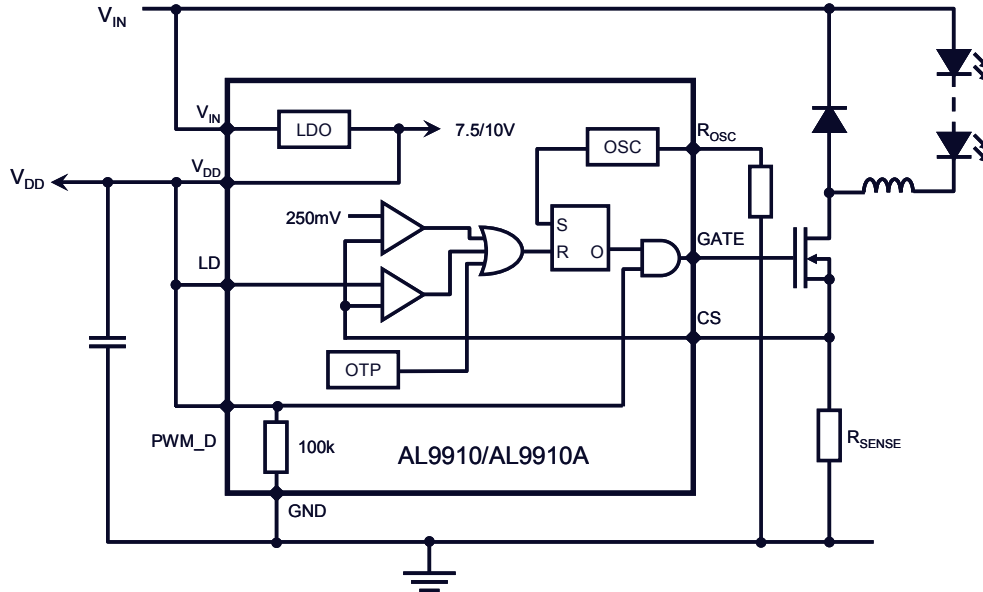 VIN
VIN
LDO
7.5/10V
ROSC
OSC
VDD
VDD
250mV
S
R
O
GATE
LD
CS
OTP
PWM_D
100k
RSENSE
AL9910/AL9910A
GND